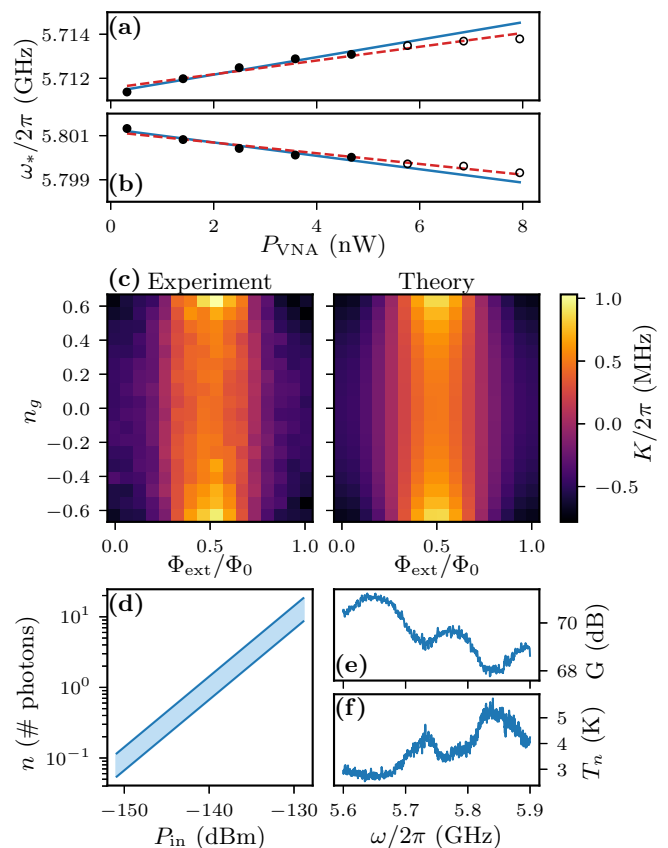 (a)
5.714
5.712
ω*/2π (GHz)
5.801
5.799
(b)
0 2 4 6 8
P_VNA (nW)
(c) Experiment Theory
0.6
0.4
0.2
0.0
−0.2
−0.4
−0.6
n_g
0.0 0.5 1.0
Φ_ext/Φ_0
0.0 0.5 1.0
Φ_ext/Φ_0
1.0
0.5
0.0
−0.5
K/2π (MHz)
(d)
10^1
10^0
10^−1
n (# photons)
−150 −140 −130
P_in (dBm)
(e)
70
68
G (dB)
(f)
5
4
3
T_n (K)
5.6 5.7 5.8 5.9
ω/2π (GHz)